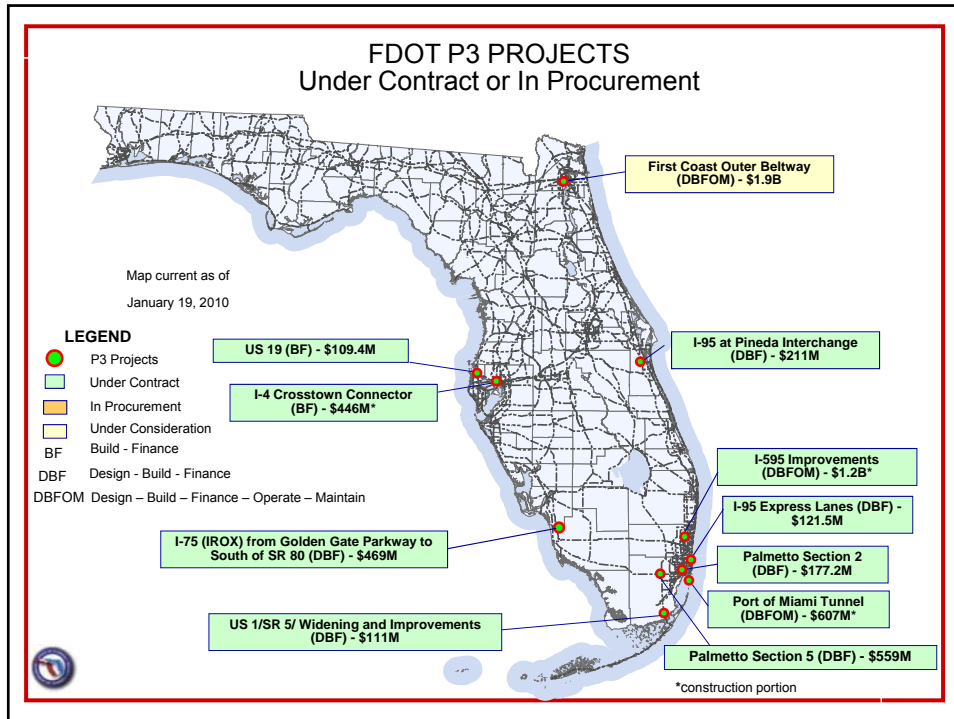 FDOT P3 PROJECTS
Under Contract or In Procurement
First Coast Outer Beltway
(DBFOM) - $1.9B
Map current as of
January 19, 2010
LEGEND
P3 Projects
Under Contract
In Procurement
Under Consideration
BF Build - Finance
DBF Design - Build - Finance
DBFOM Design – Build – Finance – Operate – Maintain
US 19 (BF) - $109.4M
I-4 Crosstown Connector
(BF) - $446M*
I-95 at Pineda Interchange
(DBF) - $211M
I-595 Improvements
(DBFOM) - $1.2B*
I-95 Express Lanes (DBF) -
$121.5M
I-75 (IROX) from Golden Gate Parkway to
South of SR 80 (DBF) - $469M
Palmetto Section 2
(DBF) - $177.2M
Port of Miami Tunnel
(DBFOM) - $607M*
US 1/SR 5/ Widening and Improvements
(DBF) - $111M
Palmetto Section 5 (DBF) - $559M
*construction portion